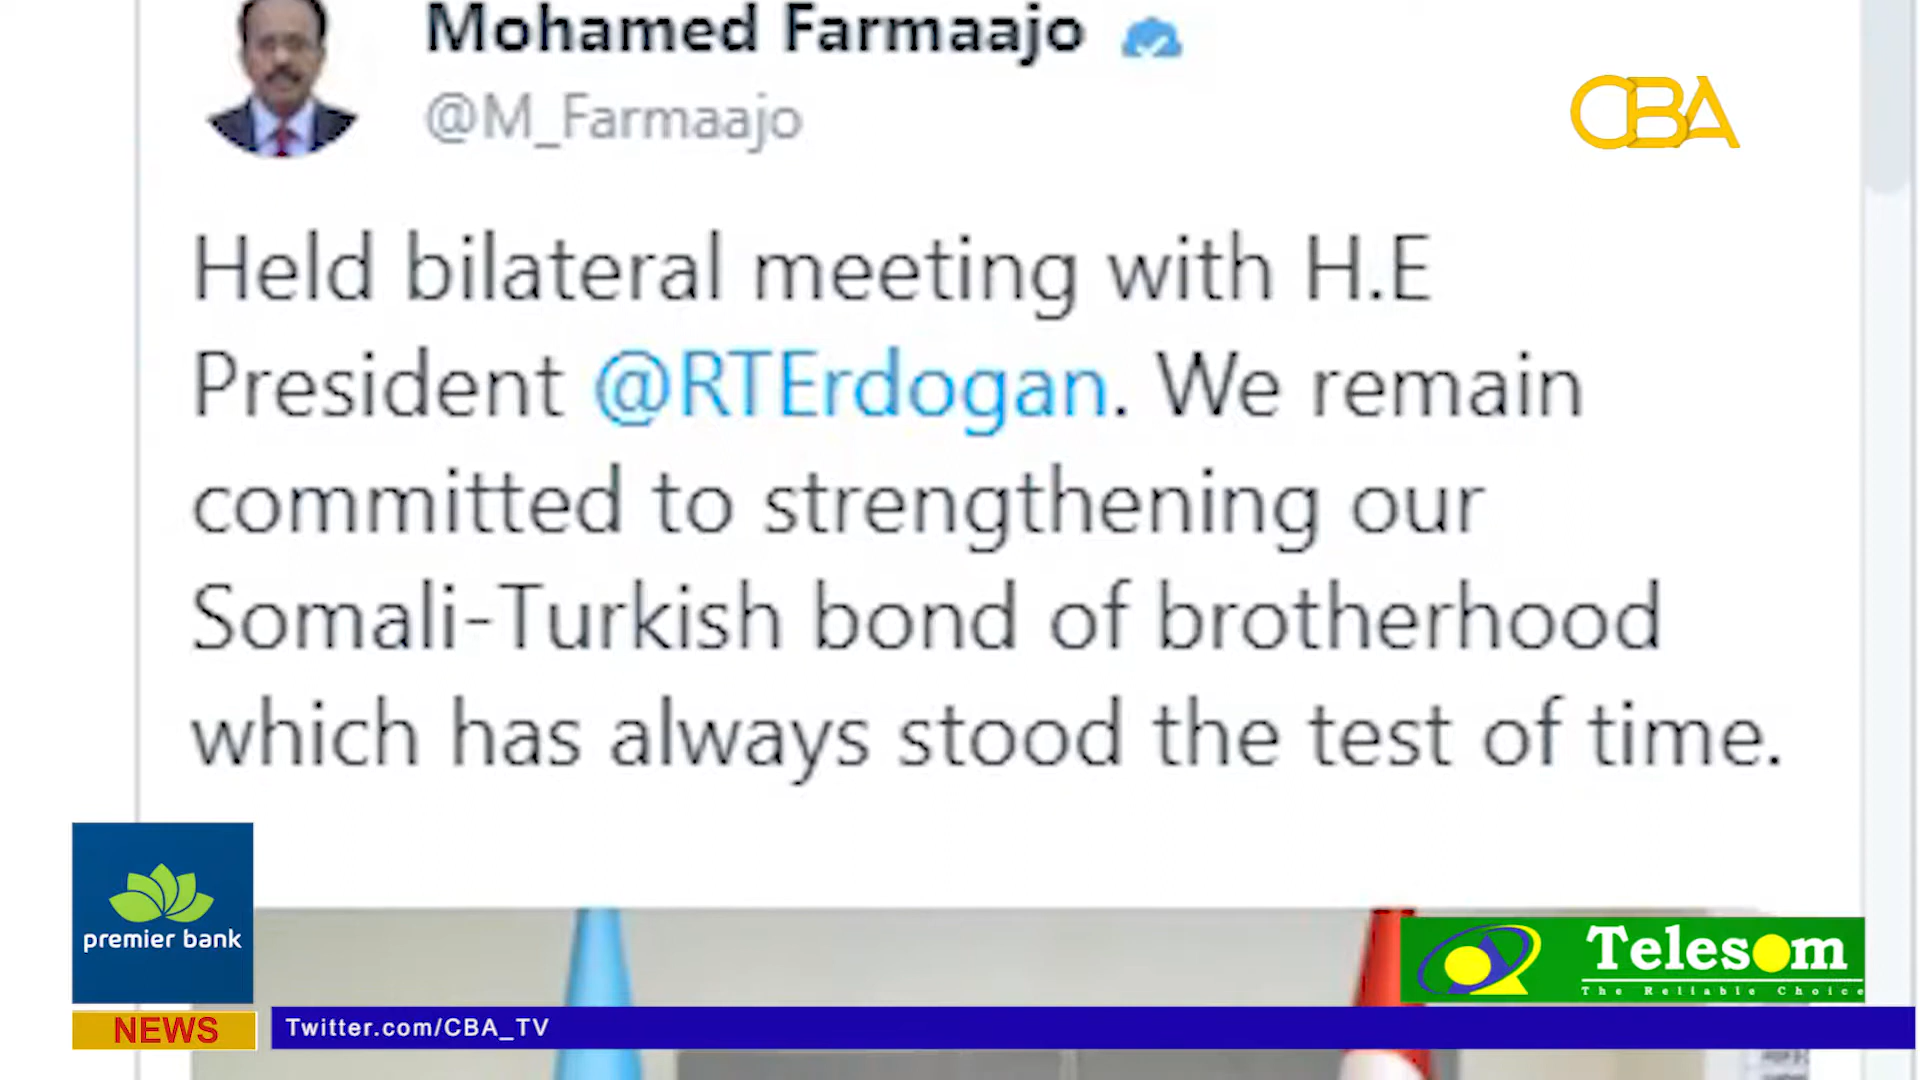 Mohamed Farmaajo
@M_Farmaajo
CBA
Held bilateral meeting with H.E
President @RTErdogan. We remain
committed to strengthening our
Somali-Turkish bond of brotherhood
which has always stood the test of time.
premier bank
Telesom
The Reliable Choice
NEWS
Twitter.com/CBA_TV